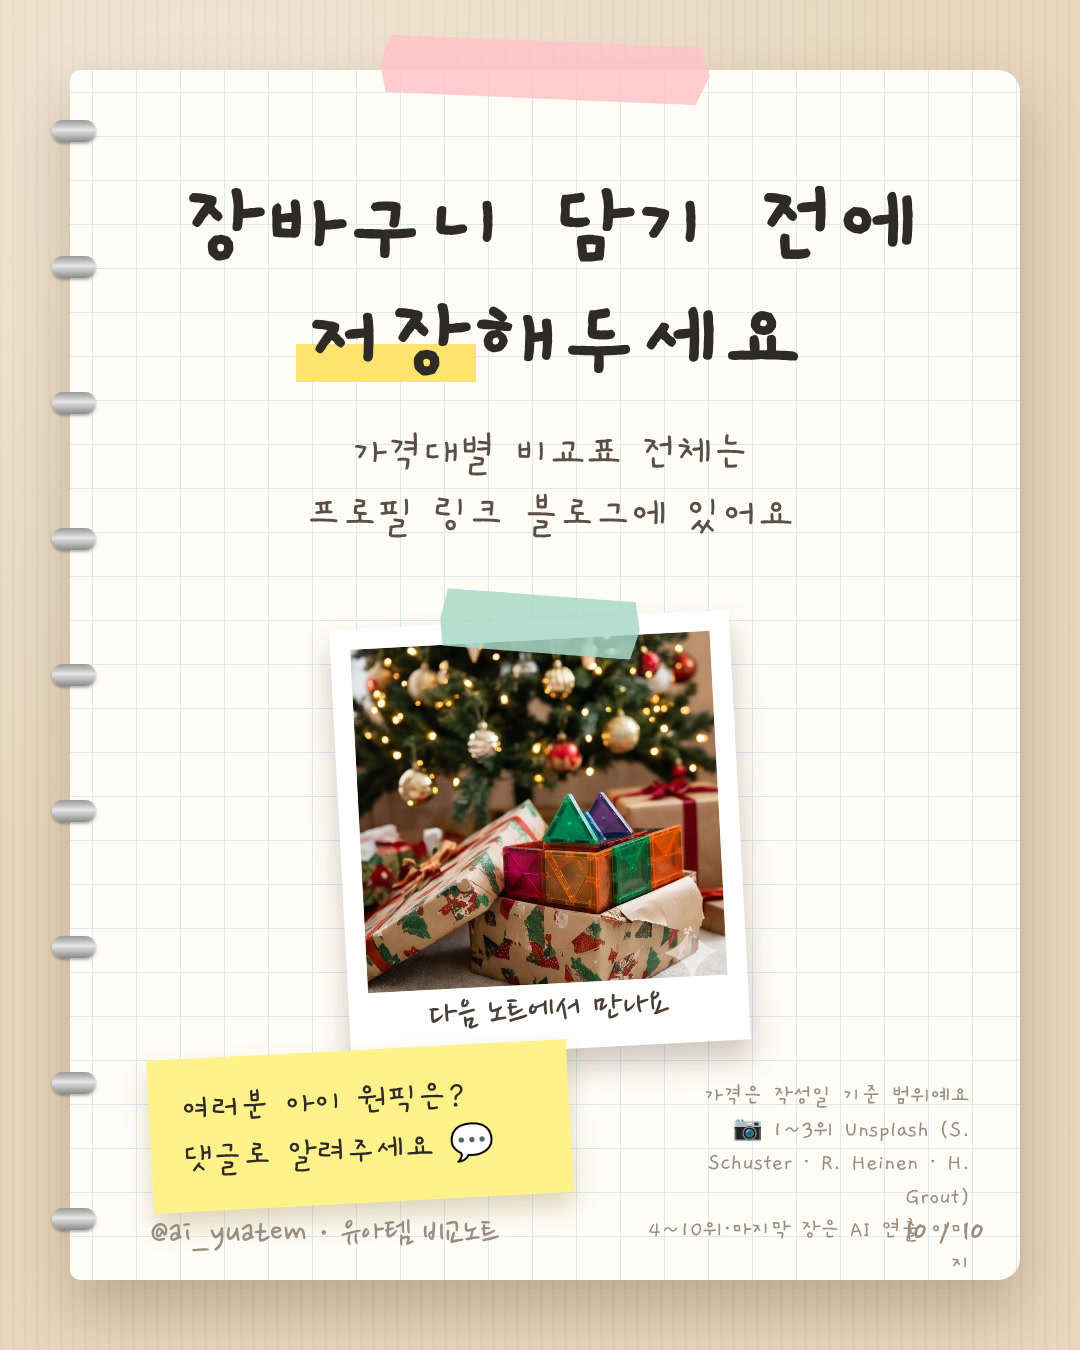 장바구니 담기 전에
저장해두세요
가격대별 비교표 전체는
프로필 링크 블로그에 있어요
다음 노트에서 만나요
여러분 아이 원픽은?
댓글로 알려주세요 💬
@ai_yuatem · 유아템 비교노트
가격은 작성일 기준 범위예요
📷 1~3위 Unsplash (S.
Schuster · R. Heinen · H.
Grout)
4~10위·마지막 장은 AI 연출 이미
지
10 / 10